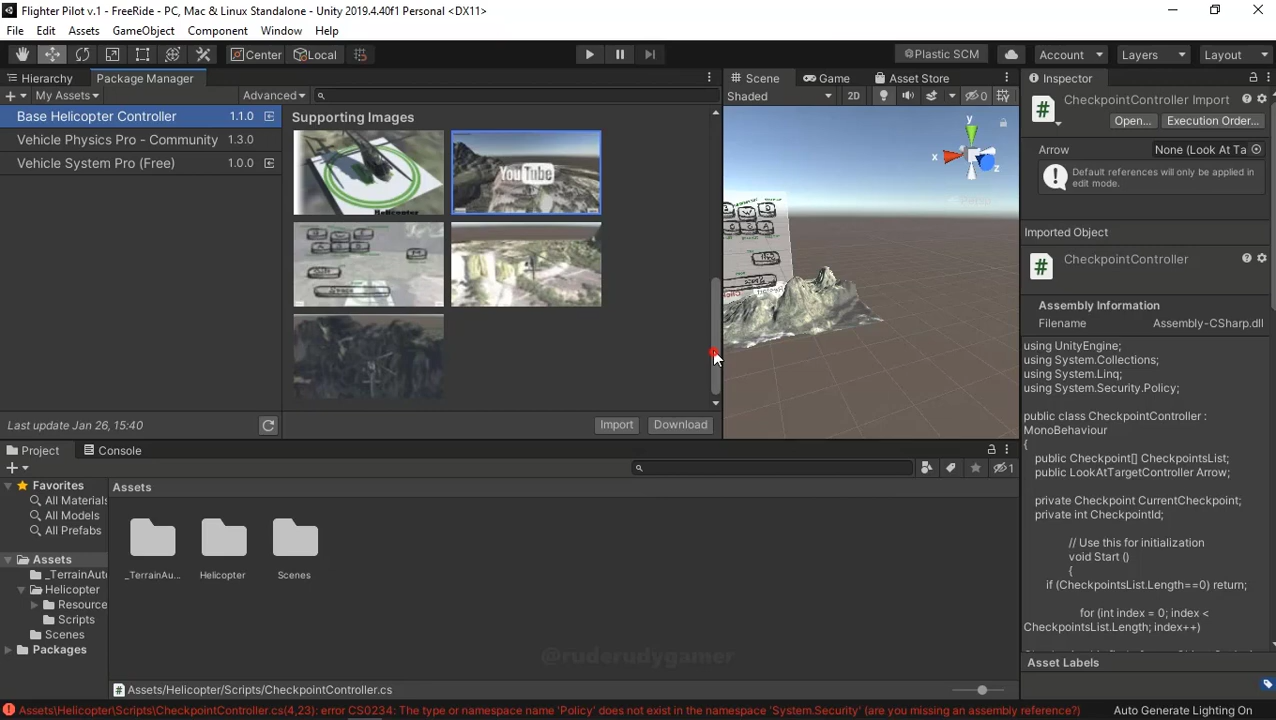 Flighter Pilot v.1 - FreeRide - PC, Mac & Linux Standalone - Unity 2019.4.40f1 Personal <DX11>
File Edit Assets GameObject Component Window Help
Center Local Plastic SCM Account Layers Layout
Hierarchy Package Manager
My Assets Advanced
Base Helicopter Controller 1.1.0
Vehicle Physics Pro - Community 1.3.0
Vehicle System Pro (Free) 1.0.0
Last update Jan 26, 15:40
Supporting Images
Helicopter
YouTube
Import Download
Scene Game Asset Store
Shaded 2D 0
y
x
z
Inspector
CheckpointController Import
Open... Execution Order...
Arrow None (Look At Ta
Default references will only be applied in
edit mode.
Imported Object
CheckpointController
Assembly Information
Filename Assembly-CSharp.dll
using UnityEngine;
using System.Collections;
using System.Linq;
using System.Security.Policy;
public class CheckpointController :
MonoBehaviour
{
public Checkpoint[] CheckpointsList;
public LookAtTargetController Arrow;
private Checkpoint CurrentCheckpoint;
private int CheckpointId;
// Use this for initialization
void Start ()
{
if (CheckpointsList.Length==0) return;
for (int index = 0; index <
CheckpointsList.Length; index++)
Asset Labels
Project Console
1
Favorites
All Materials
All Models
All Prefabs
Assets
_TerrainAuto
Helicopter
Resource
Scripts
Scenes
Packages
Assets
_TerrainAu...
Helicopter
Scenes
@ruderudygamer
Assets/Helicopter/Scripts/CheckpointController.cs
Assets\Helicopter\Scripts\CheckpointController.cs(4,23): error CS0234: The type or namespace name 'Policy' does not exist in the namespace 'System.Security' (are you missing an assembly reference?)
Auto Generate Lighting On